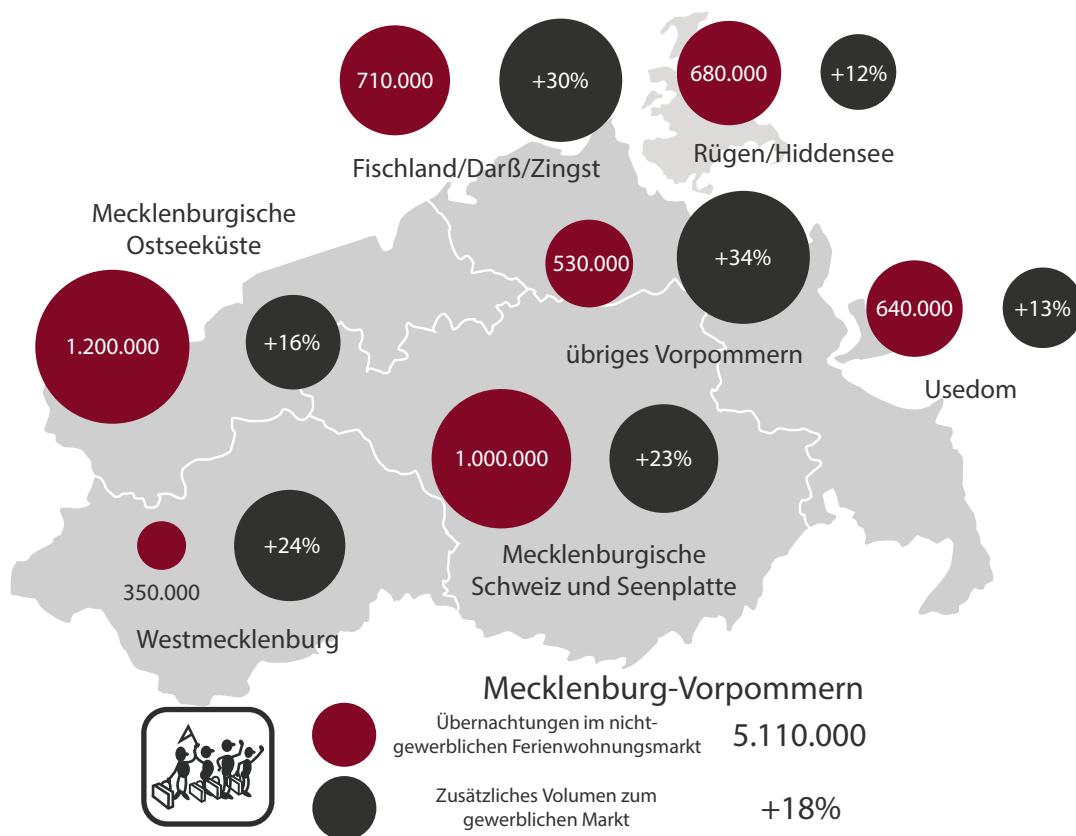 710.000
+30%
680.000
+12%
Fischland/Darß/Zingst
Rügen/Hiddensee
Mecklenburgische
Ostseeküste
530.000
+34%
1.200.000
+16%
640.000
+13%
übriges Vorpommern
Usedom
1.000.000
+23%
+24%
350.000
Mecklenburgische
Schweiz und Seenplatte
Westmecklenburg
Mecklenburg-Vorpommern
Übernachtungen im nicht-
gewerblichen Ferienwohnungsmarkt
5.110.000
Zusätzliches Volumen zum
gewerblichen Markt
+18%